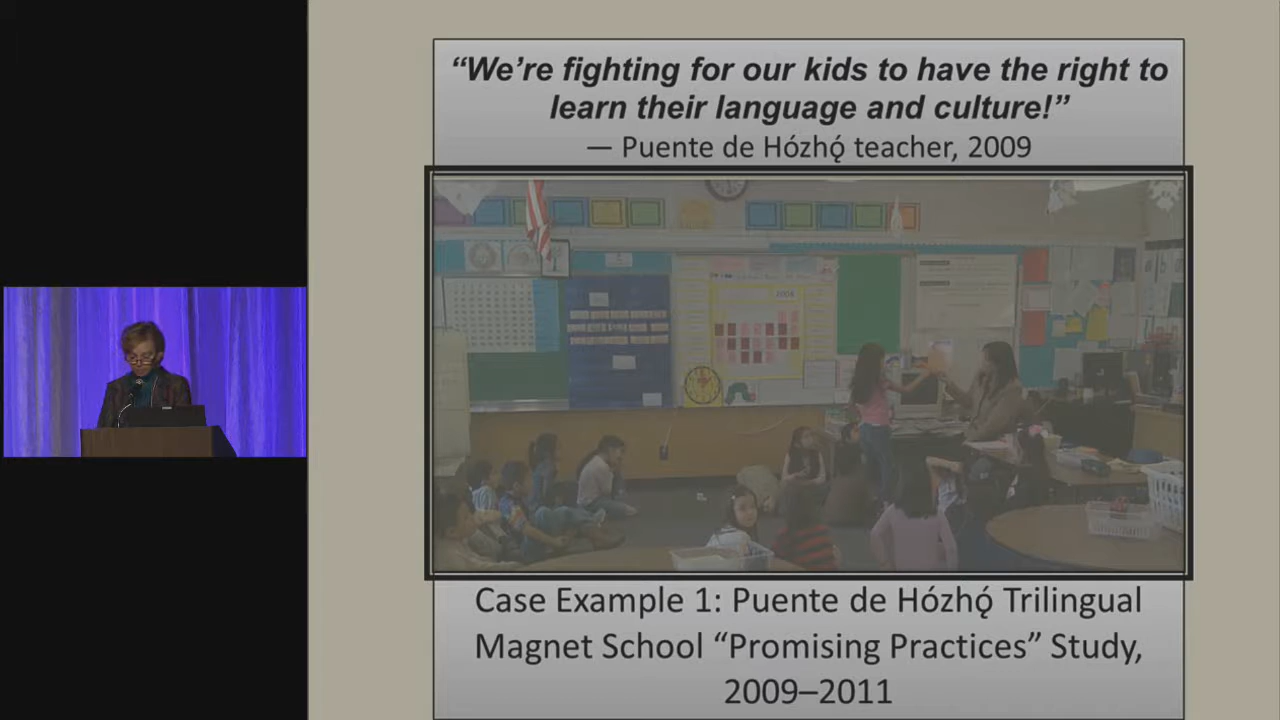 “We’re fighting for our kids to have the right to
learn their language and culture!”
— Puente de Hózhǫ́ teacher, 2009
Case Example 1: Puente de Hózhǫ́ Trilingual
Magnet School “Promising Practices” Study,
2009–2011